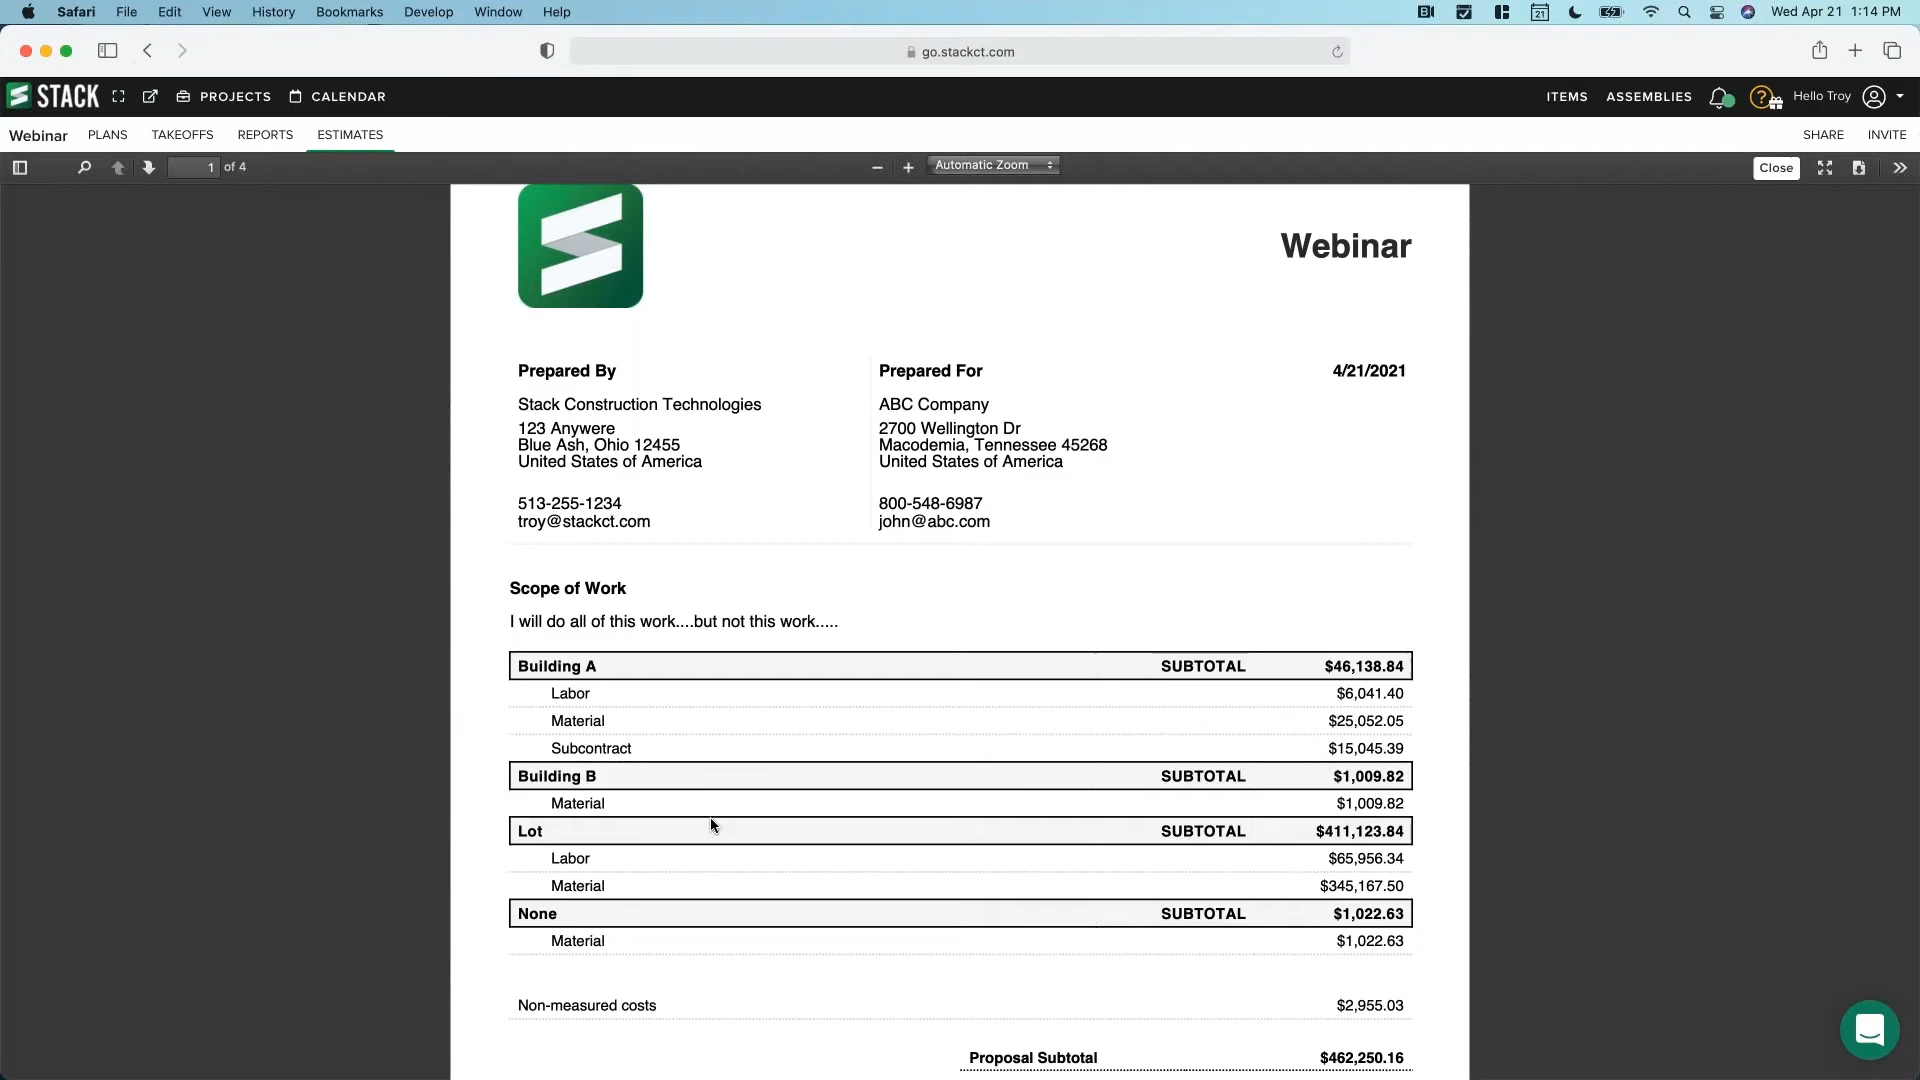 Safari File Edit View History Bookmarks Develop Window Help 21 Wed Apr 21 1:14 PM
go.stackct.com
STACK PROJECTS CALENDAR ITEMS ASSEMBLIES ? Hello Troy
Webinar PLANS TAKEOFFS REPORTS ESTIMATES SHARE INVITE
1 of 4 Automatic Zoom Close
Webinar
Prepared By Prepared For 4/21/2021
Stack Construction Technologies ABC Company
123 Anywere 2700 Wellington Dr
Blue Ash, Ohio 12455 Macodemia, Tennessee 45268
United States of America United States of America
513-255-1234 800-548-6987
troy@stackct.com john@abc.com
Scope of Work
I will do all of this work....but not this work.....
Building A SUBTOTAL $46,138.84
Labor $6,041.40
Material $25,052.05
Subcontract $15,045.39
Building B SUBTOTAL $1,009.82
Material $1,009.82
Lot SUBTOTAL $411,123.84
Labor $65,956.34
Material $345,167.50
None SUBTOTAL $1,022.63
Material $1,022.63
Non-measured costs $2,955.03
Proposal Subtotal $462,250.16